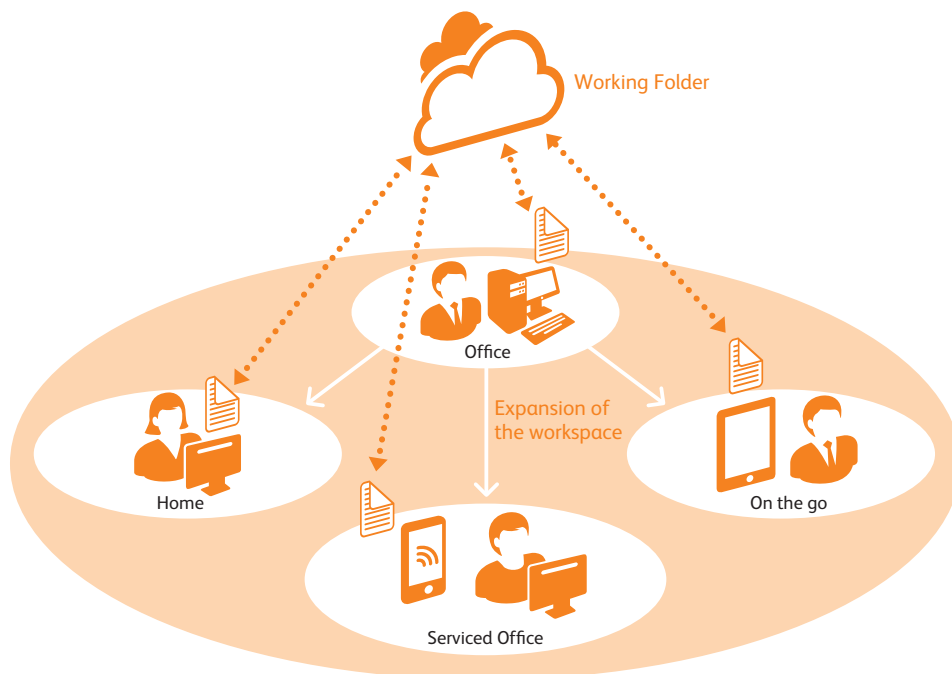 Working Folder
Office
Expansion of
the workspace
Home
On the go
Serviced Office